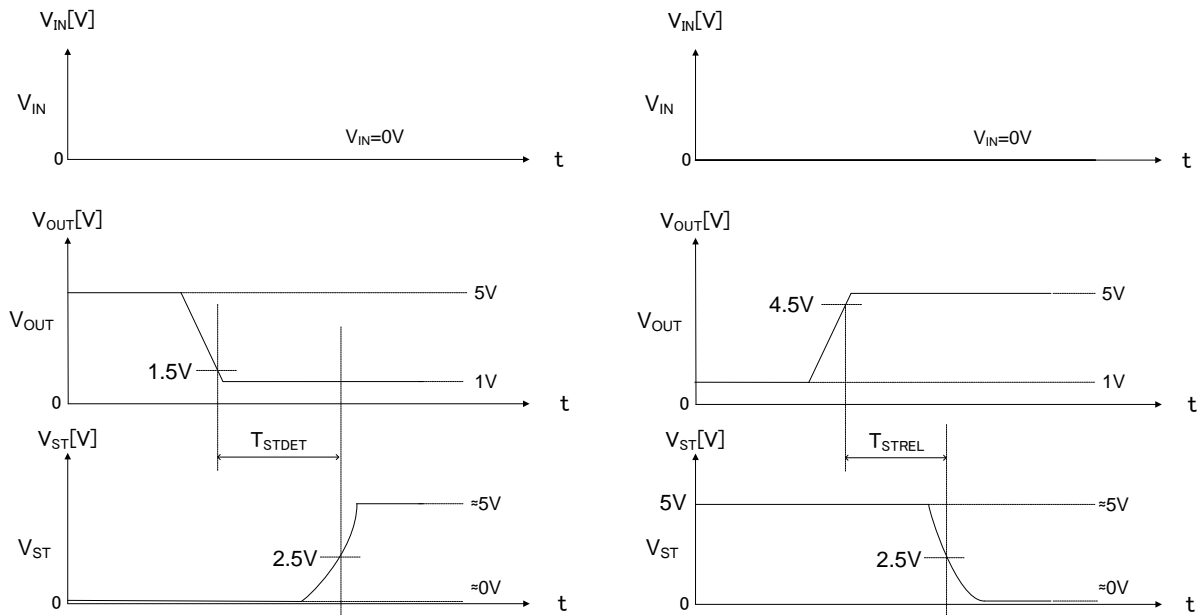 V_IN[V]
V_IN
V_IN=0V
0
t
V_OUT[V]
5V
V_OUT
1.5V
1V
0
t
V_ST[V]
T_STDET
≈5V
V_ST
2.5V
≈0V
0
t
V_IN[V]
V_IN
V_IN=0V
0
t
V_OUT[V]
4.5V
5V
V_OUT
1V
0
t
V_ST[V]
T_STREL
5V
≈5V
V_ST
2.5V
≈0V
0
t